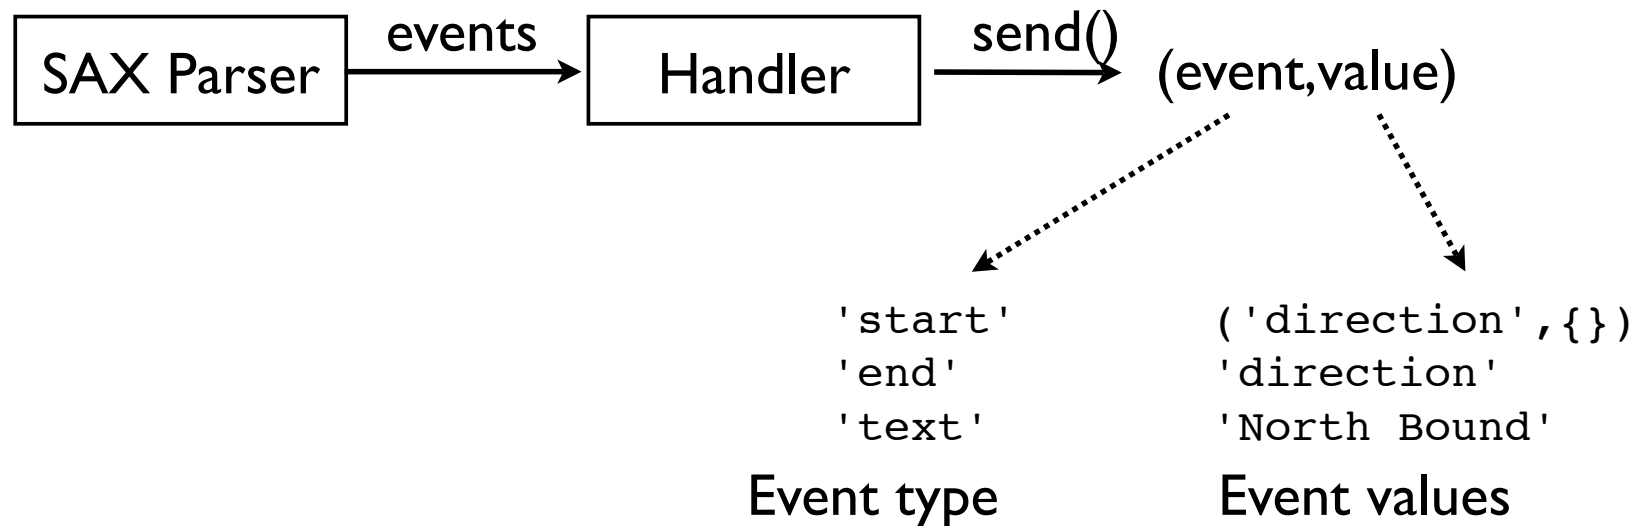 SAX Parser
events
Handler
send()
(event,value)
'start' ('direction',{})
'end' 'direction'
'text' 'North Bound'
Event type Event values